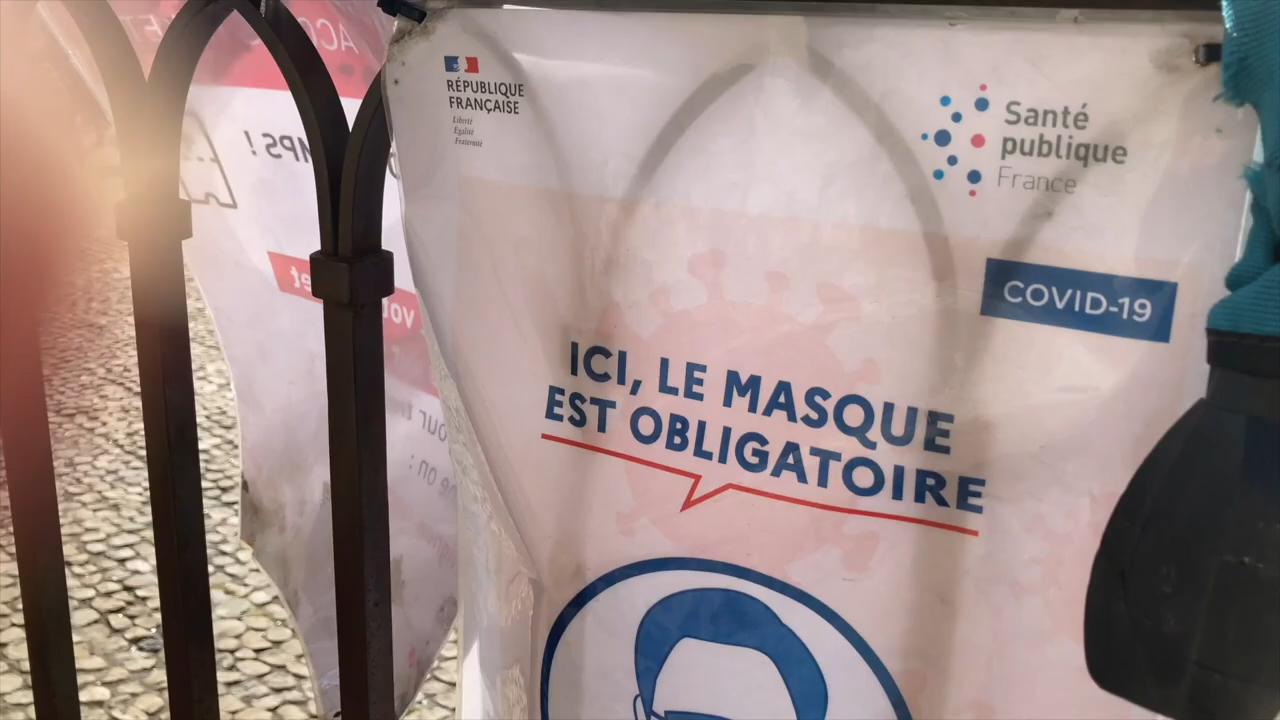 RÉPUBLIQUE
FRANÇAISE
Liberté
Égalité
Fraternité
Santé
publique
France
COVID-19
ICI, LE MASQUE
EST OBLIGATOIRE